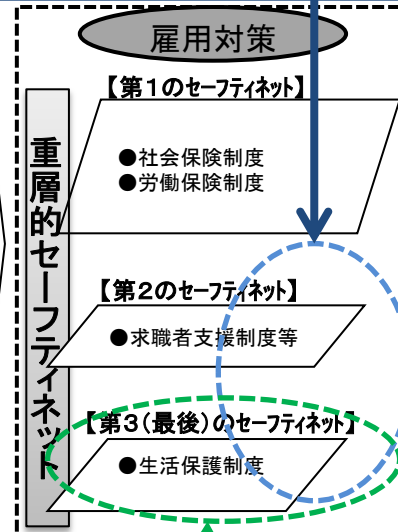 雇用対策
【第1のセーフティネット】
●社会保険制度
●労働保険制度
重層的セーフティネット
【第2のセーフティネット】
●求職者支援制度等
【第3(最後)のセーフティネット】
●生活保護制度